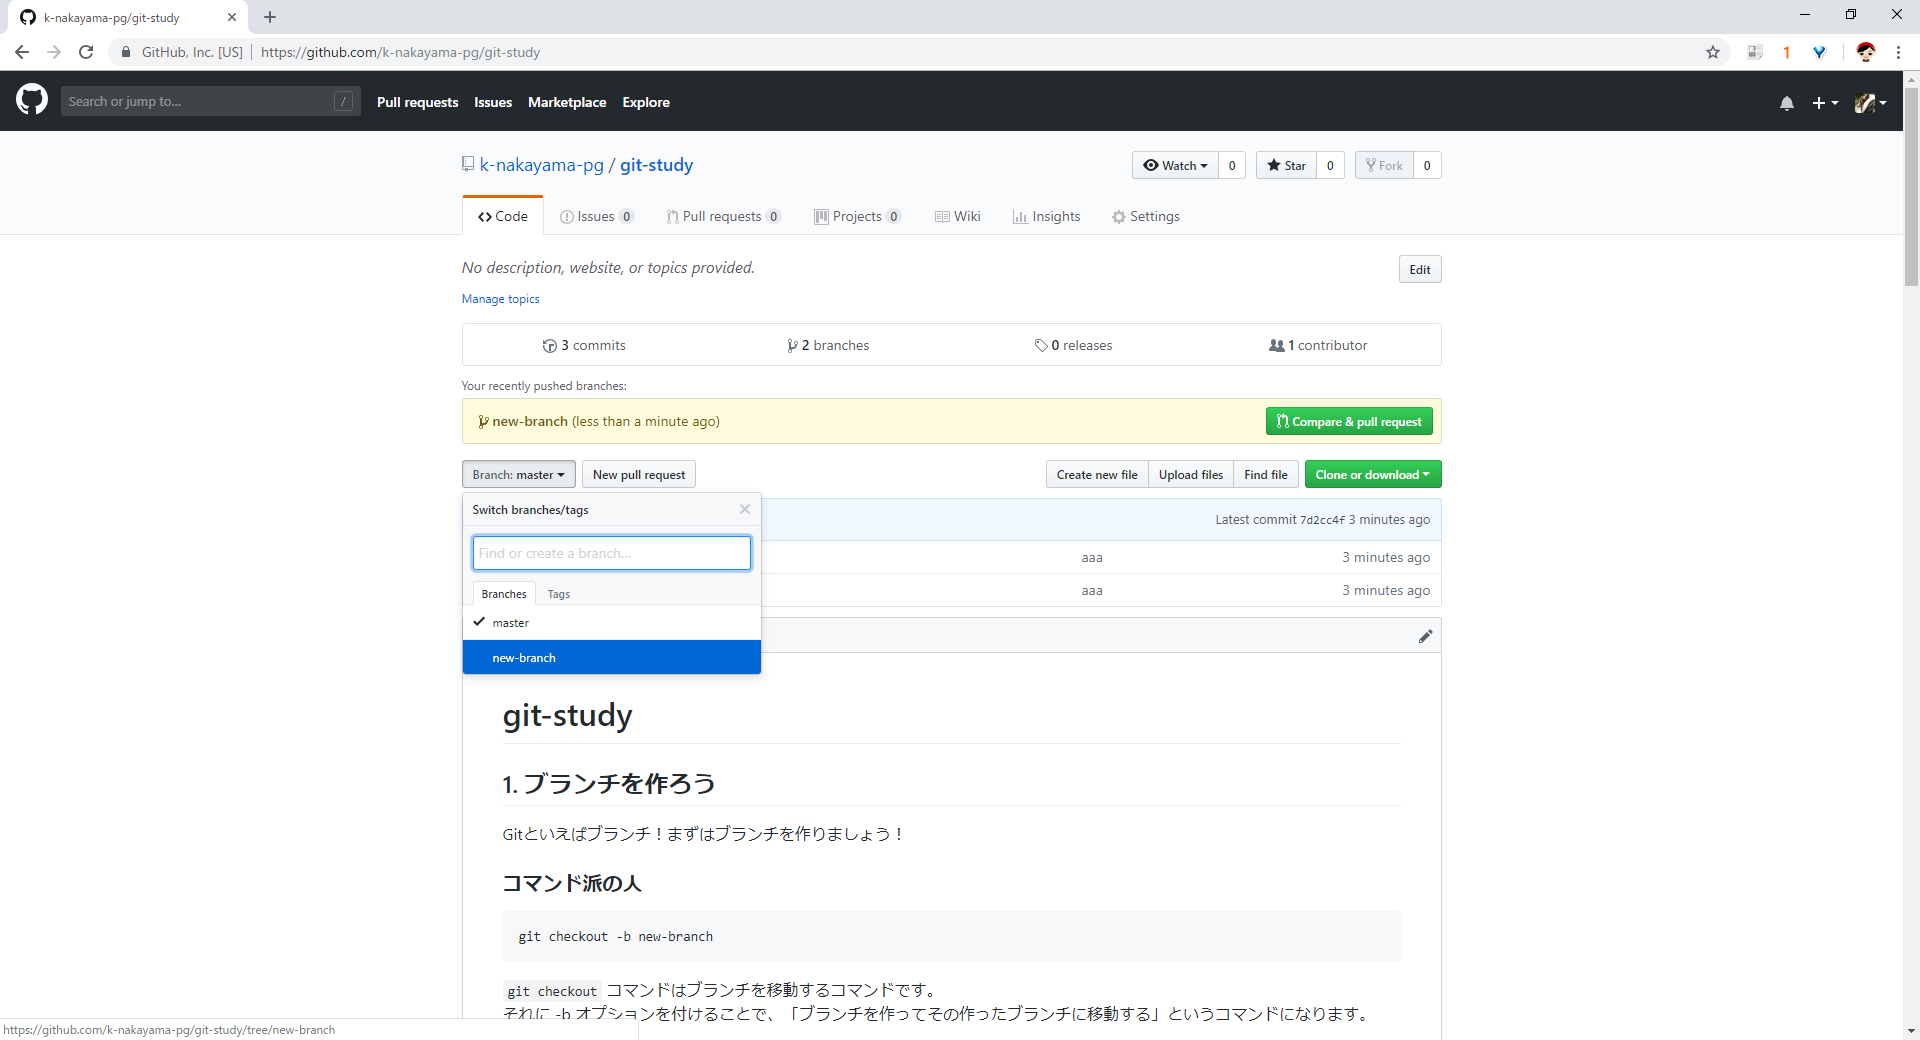 k-nakayama-pg/git-study
GitHub, Inc. [US] https://github.com/k-nakayama-pg/git-study
1
Search or jump to... /
Pull requests Issues Marketplace Explore
k-nakayama-pg / git-study
Watch 0 Star 0 Fork 0
Code Issues 0 Pull requests 0 Projects 0 Wiki Insights Settings
No description, website, or topics provided.
Edit
Manage topics
3 commits 2 branches 0 releases 1 contributor
Your recently pushed branches:
new-branch (less than a minute ago) Compare & pull request
Branch: master New pull request Create new file Upload files Find file Clone or download
Switch branches/tags
Latest commit 7d2cc4f 3 minutes ago
Find or create a branch...
aaa 3 minutes ago
Branches Tags
aaa 3 minutes ago
master
new-branch
git-study
1. ブランチを作ろう
Gitといえばブランチ！まずはブランチを作りましょう！
コマンド派の人
git checkout -b new-branch
git checkout コマンドはブランチを移動するコマンドです。
それに -b オプションを付けることで、「ブランチを作ってその作ったブランチに移動する」というコマンドになります。
https://github.com/k-nakayama-pg/git-study/tree/new-branch